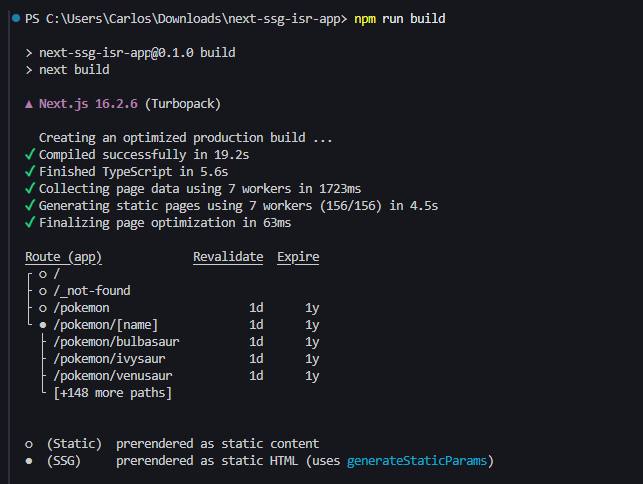 PS C:\Users\Carlos\Downloads\next-ssg-isr-app> npm run build
> next-ssg-isr-app@0.1.0 build
> next build
▲ Next.js 16.2.6 (Turbopack)
Creating an optimized production build ...
✓ Compiled successfully in 19.2s
✓ Finished TypeScript in 5.6s
✓ Collecting page data using 7 workers in 1723ms
✓ Generating static pages using 7 workers (156/156) in 4.5s
✓ Finalizing page optimization in 63ms
Route (app) Revalidate Expire
┌ ○ /
├ ○ /_not-found
├ ○ /pokemon 1d 1y
└ ● /pokemon/[name] 1d 1y
├ /pokemon/bulbasaur 1d 1y
├ /pokemon/ivysaur 1d 1y
├ /pokemon/venusaur 1d 1y
└ [+148 more paths]
○ (Static) prerendered as static content
● (SSG) prerendered as static HTML (uses generateStaticParams)